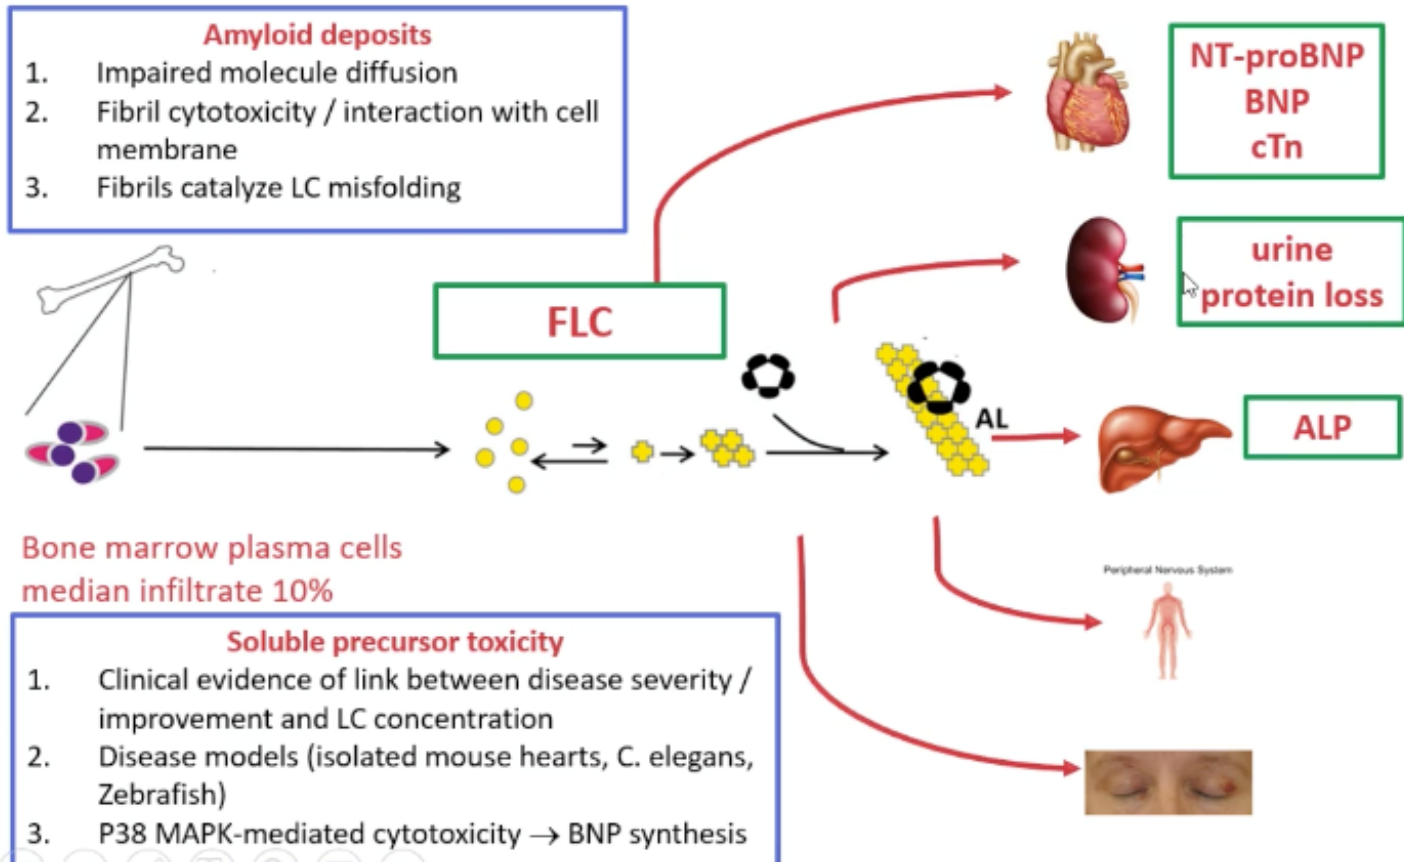 Amyloid deposits
1. Impaired molecule diffusion
2. Fibril cytotoxicity / interaction with cell
membrane
3. Fibrils catalyze LC misfolding
NT-proBNP
BNP
cTn
urine
protein loss
FLC
AL
ALP
Bone marrow plasma cells
median infiltrate 10%
Peripheral Nervous System
Soluble precursor toxicity
1. Clinical evidence of link between disease severity /
improvement and LC concentration
2. Disease models (isolated mouse hearts, C. elegans,
Zebrafish)
3. P38 MAPK-mediated cytotoxicity → BNP synthesis